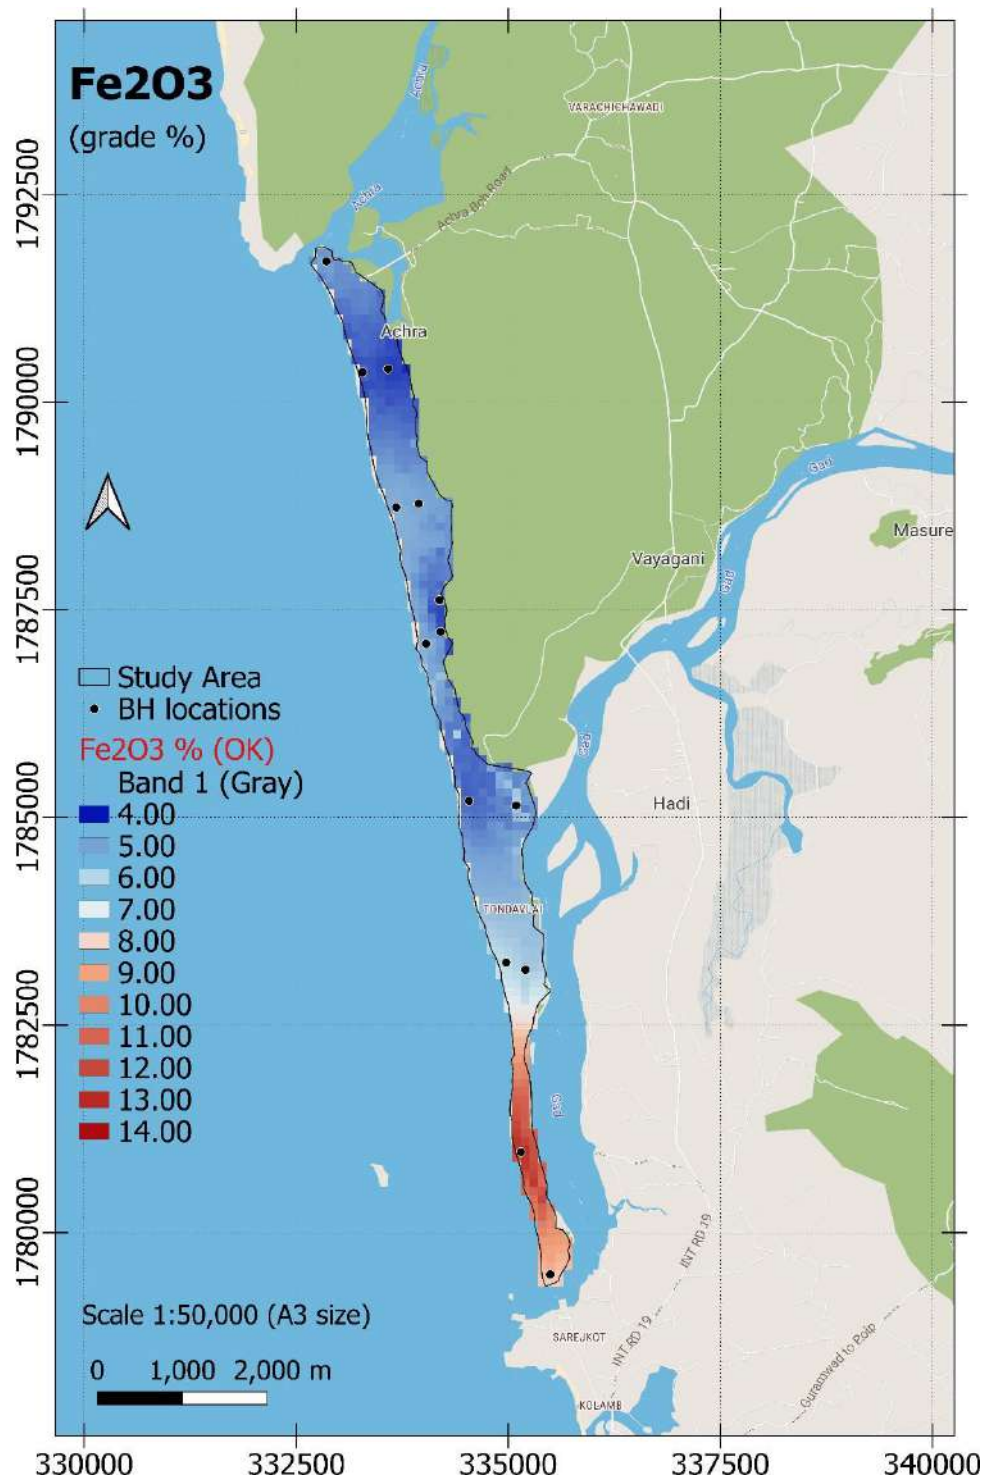 Fe2O3
(grade %)
Achra
VARACHICHAWADI
Achra
Achra Bch Road
Achra
Gad
Masure
Vayagani
Gad
Study Area
BH locations
Fe2O3 % (OK)
Band 1 (Gray)
4.00
5.00
6.00
7.00
8.00
9.00
10.00
11.00
12.00
13.00
14.00
Gad
Hadi
TONDAVLAI
Gad
INT RD 19
Scale 1:50,000 (A3 size)
SAREJKOT
INT RD 19
Guramwad to Poip
0 1,000 2,000 m
KOLAMB
1792500
1790000
1787500
1785000
1782500
1780000
330000 332500 335000 337500 340000